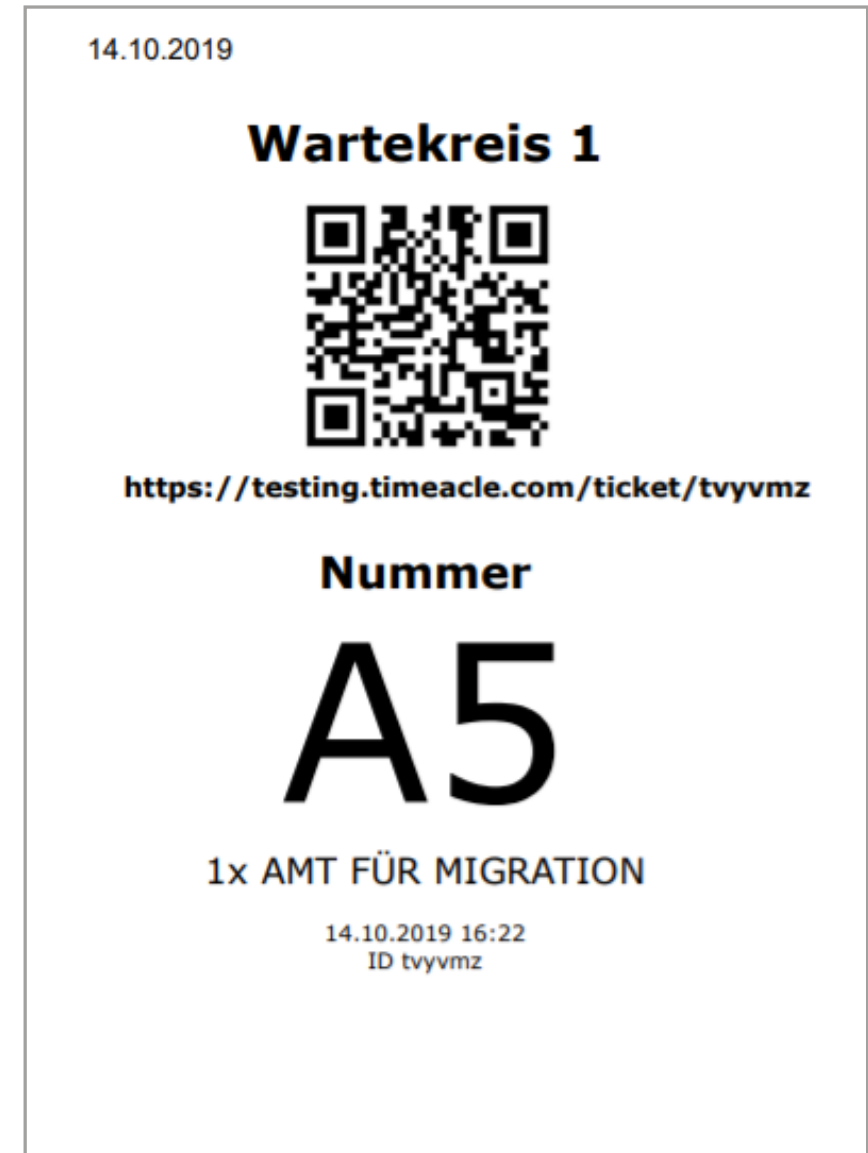 14.10.2019
Wartekreis 1
https://testing.timeacle.com/ticket/tvyvmz
Nummer
A5
1x AMT FÜR MIGRATION
14.10.2019 16:22
ID tvyvmz